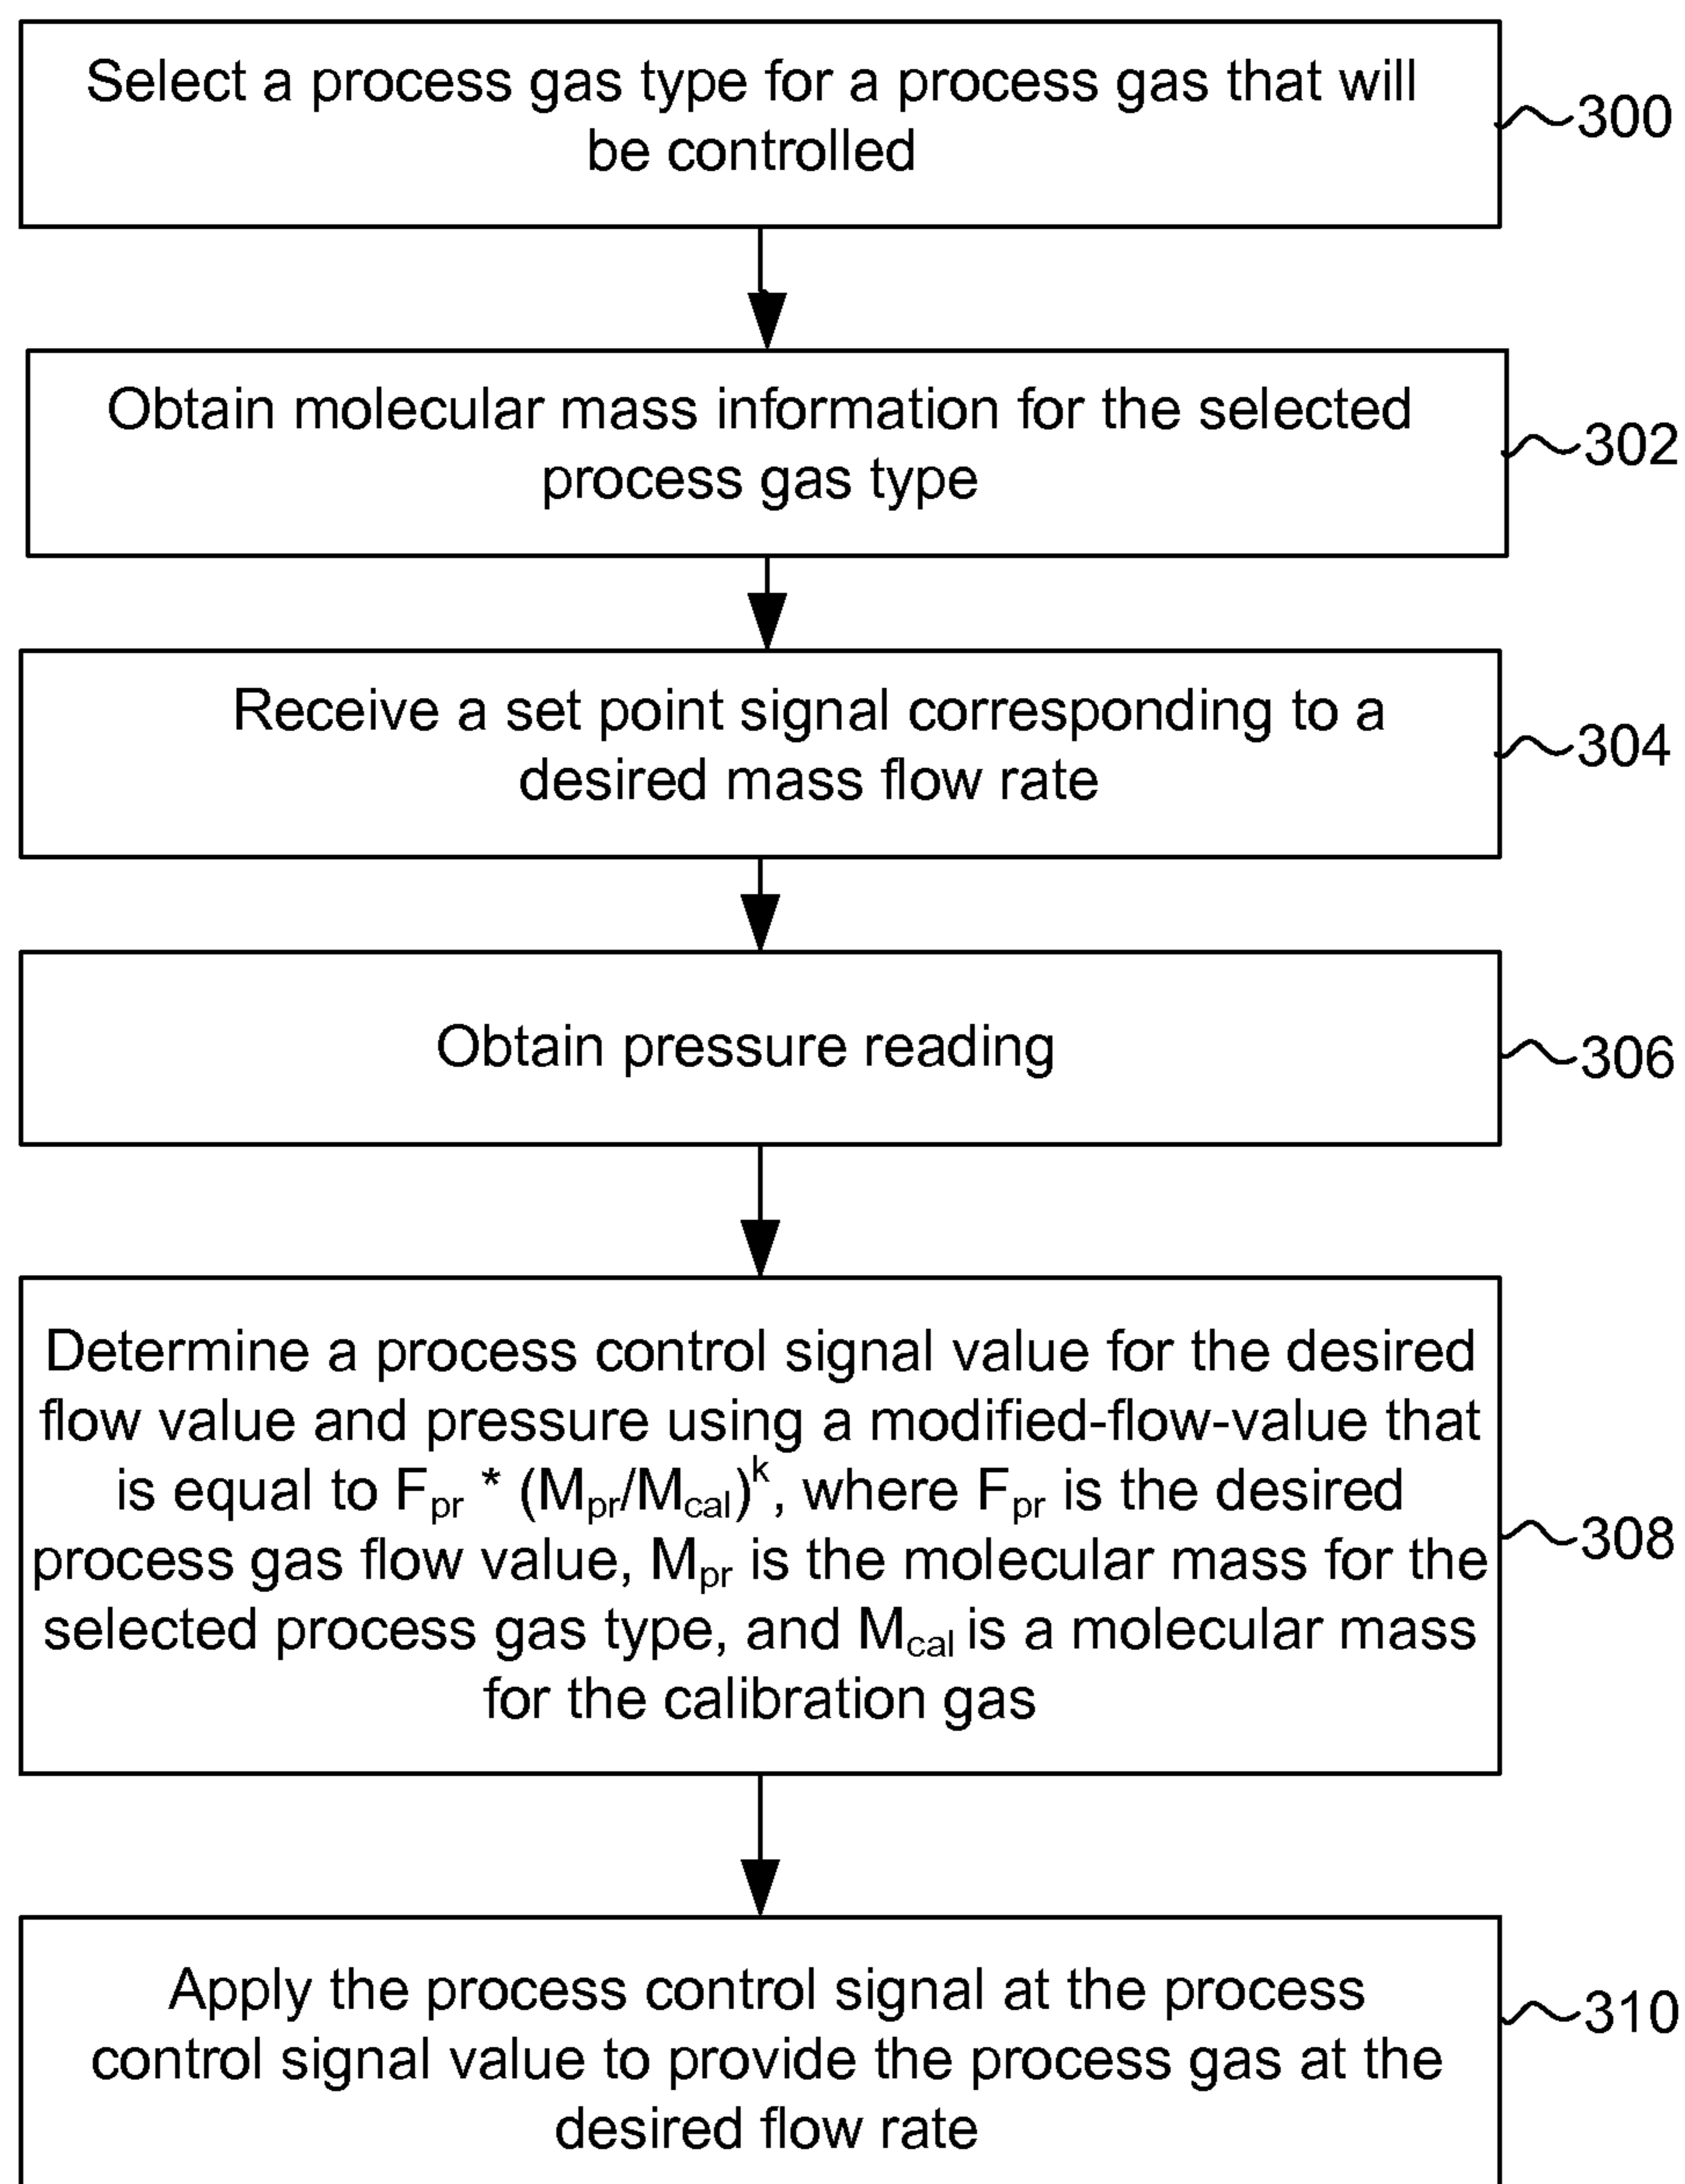 Select a process gas type for a process gas that will
be controlled
300
Obtain molecular mass information for the selected
process gas type
302
Receive a set point signal corresponding to a
desired mass flow rate
304
Obtain pressure reading
306
Determine a process control signal value for the desired
flow value and pressure using a modified-flow-value that
is equal to Fpr * (Mpr/Mcal)k, where Fpr is the desired
process gas flow value, Mpr is the molecular mass for the
selected process gas type, and Mcal is a molecular mass
for the calibration gas
308
Apply the process control signal at the process
control signal value to provide the process gas at the
desired flow rate
310